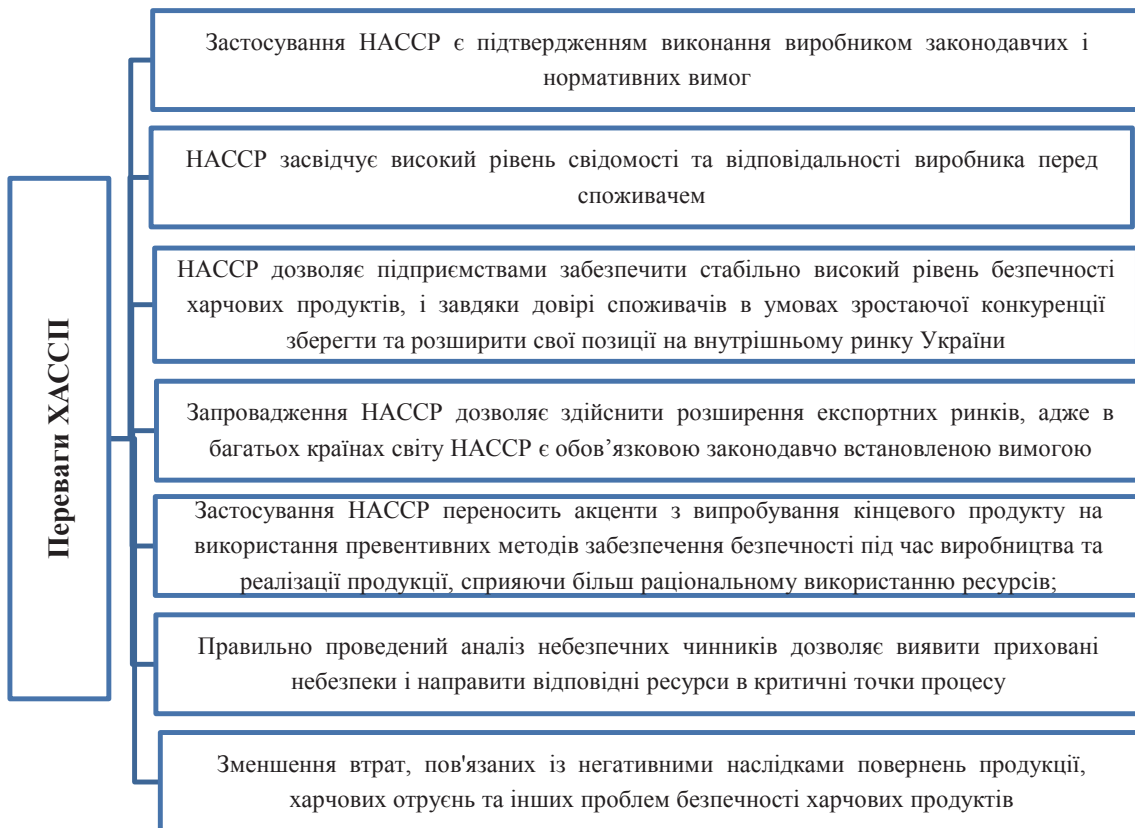 Переваги ХАССП
Застосування НАССР є підтвердженням виконання виробником законодавчих і
нормативних вимог
НАССР засвідчує високий рівень свідомості та відповідальності виробника перед
споживачем
НАССР дозволяє підприємствами забезпечити стабільно високий рівень безпечності
харчових продуктів, і завдяки довірі споживачів в умовах зростаючої конкуренції
зберегти та розширити свої позиції на внутрішньому ринку України
Запровадження НАССР дозволяє здійснити розширення експортних ринків, адже в
багатьох країнах світу НАССР є обов’язковою законодавчо встановленою вимогою
Застосування НАССР переносить акценти з випробування кінцевого продукту на
використання превентивних методів забезпечення безпечності під час виробництва та
реалізації продукції, сприяючи більш раціональному використанню ресурсів;
Правильно проведений аналіз небезпечних чинників дозволяє виявити приховані
небезпеки і направити відповідні ресурси в критичні точки процесу
Зменшення втрат, пов'язаних із негативними наслідками повернень продукції,
харчових отруєнь та інших проблем безпечності харчових продуктів